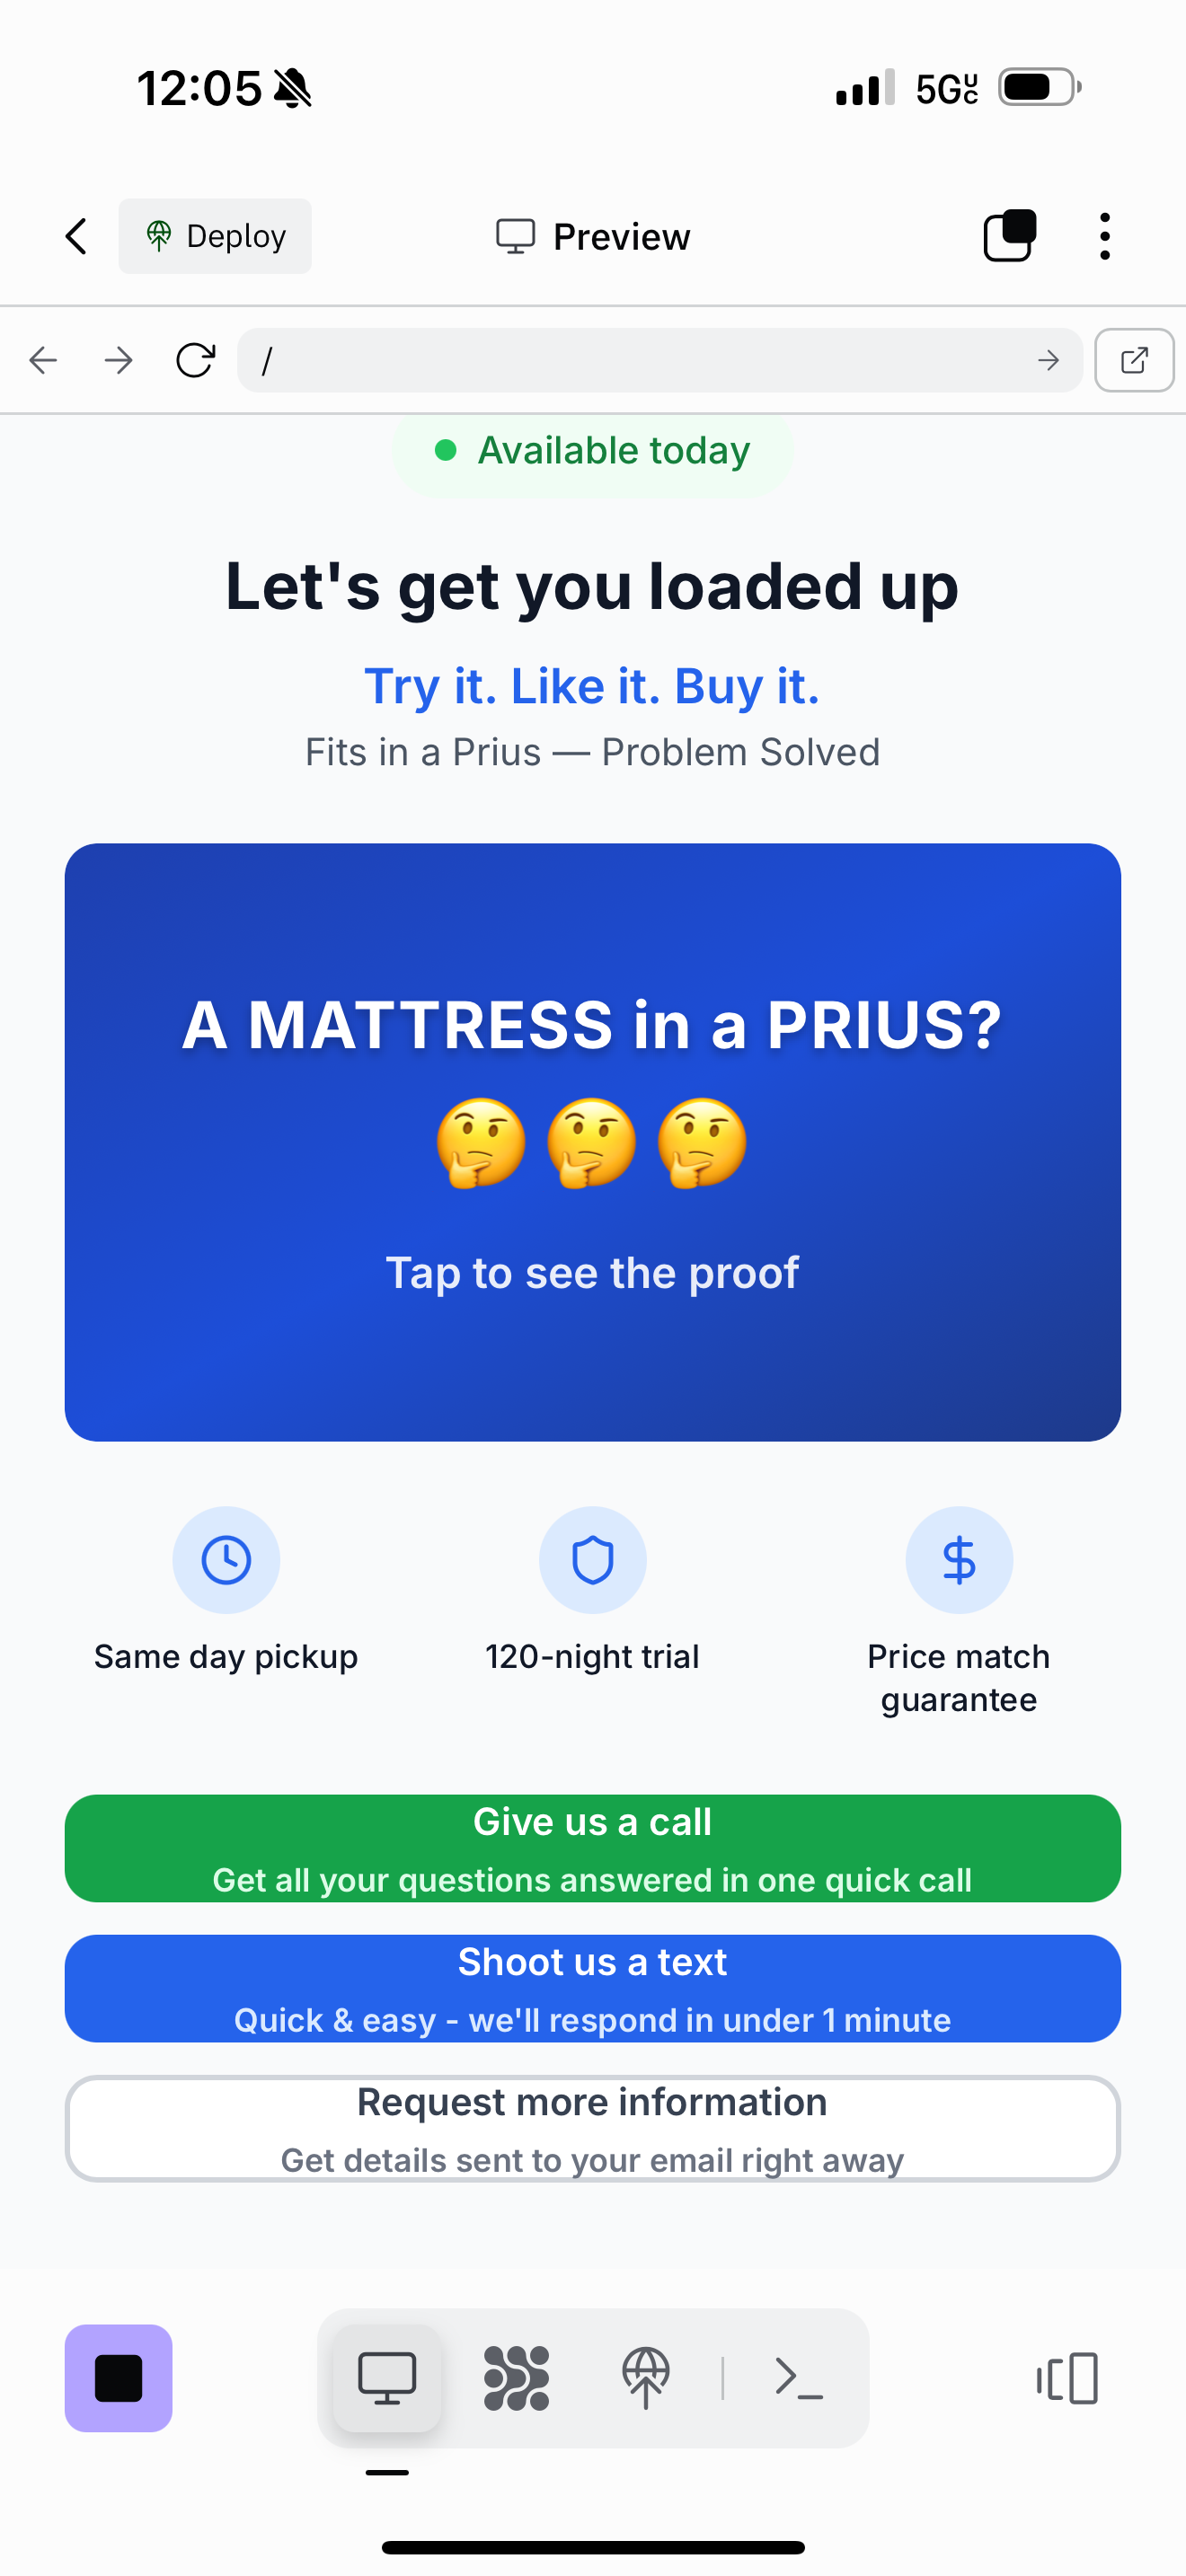 12:05
5G UC
Deploy
Preview
/
Available today
Let's get you loaded up
Try it. Like it. Buy it.
Fits in a Prius — Problem Solved
A MATTRESS in a PRIUS?
🤔🤔🤔
Tap to see the proof
Same day pickup
120-night trial
Price match
guarantee
Give us a call
Get all your questions answered in one quick call
Shoot us a text
Quick & easy - we'll respond in under 1 minute
Request more information
Get details sent to your email right away